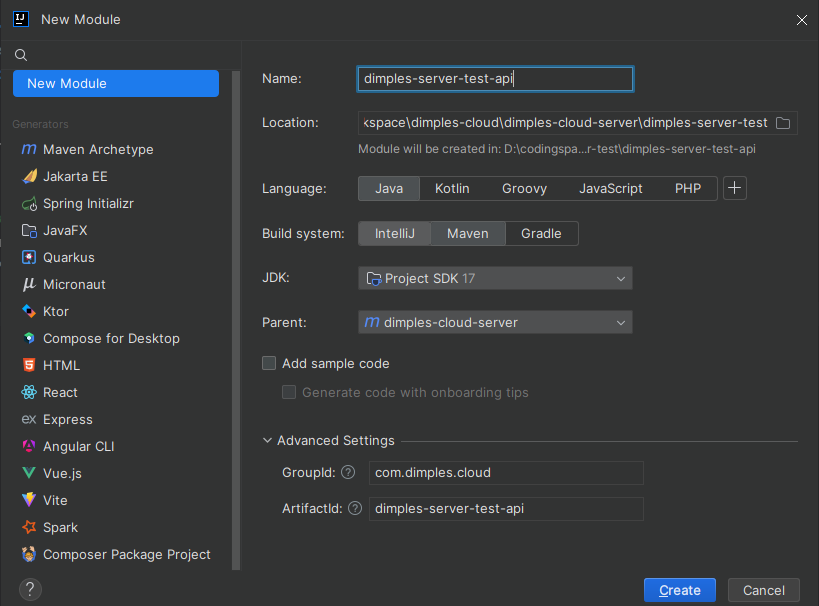 New Module
New Module
Generators
Maven Archetype
Jakarta EE
Spring Initializr
JavaFX
Quarkus
Micronaut
Ktor
Compose for Desktop
HTML
React
Express
Angular CLI
Vue.js
Vite
Spark
Composer Package Project
Name: dimples-server-test-api
Location: kspace\dimples-cloud\dimples-cloud-server\dimples-server-test
Module will be created in: D:\codingspa...r-test\dimples-server-test-api
Language: Java Kotlin Groovy JavaScript PHP +
Build system: IntelliJ Maven Gradle
JDK: Project SDK 17
Parent: m dimples-cloud-server
Add sample code
Generate code with onboarding tips
Advanced Settings
GroupId: ? com.dimples.cloud
ArtifactId: ? dimples-server-test-api
? Create Cancel